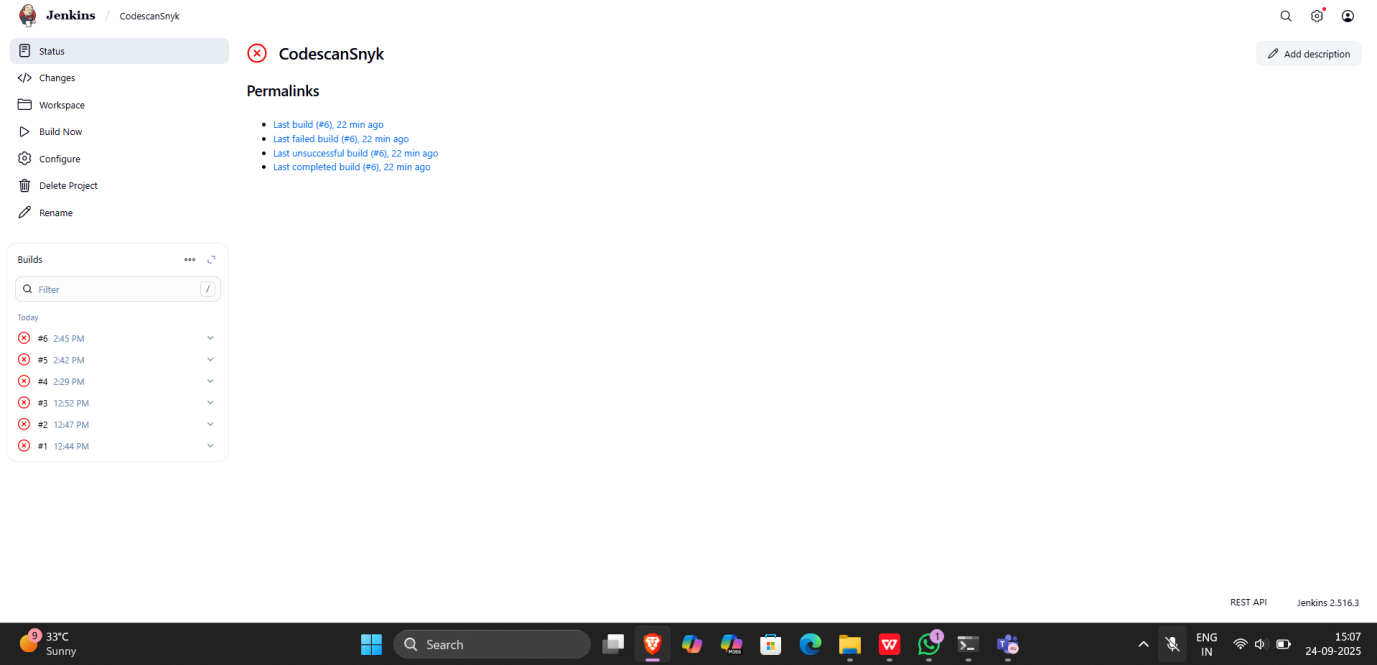 Jenkins / CodescanSnyk
Status
Changes
Workspace
Build Now
Configure
Delete Project
Rename
Builds
Filter /
Today
#6 2:45 PM
#5 2:42 PM
#4 2:29 PM
#3 12:52 PM
#2 12:47 PM
#1 12:44 PM
CodescanSnyk
Add description
Permalinks
Last build (#6), 22 min ago
Last failed build (#6), 22 min ago
Last unsuccessful build (#6), 22 min ago
Last completed build (#6), 22 min ago
REST API
Jenkins 2.516.3
9
33°C
Sunny
Search
M365
1
ENG
IN
15:07
24-09-2025